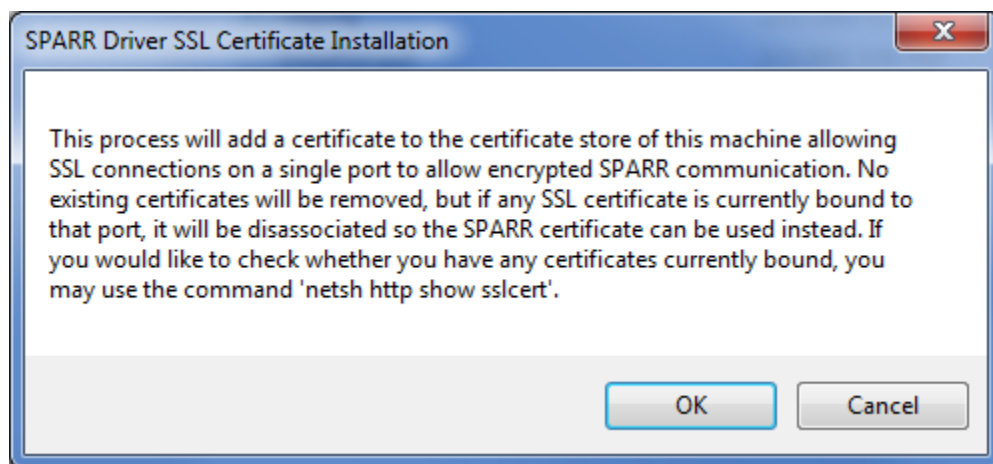 SPARR Driver SSL Certificate Installation
This process will add a certificate to the certificate store of this machine allowing
SSL connections on a single port to allow encrypted SPARR communication. No
existing certificates will be removed, but if any SSL certificate is currently bound to
that port, it will be disassociated so the SPARR certificate can be used instead. If
you would like to check whether you have any certificates currently bound, you
may use the command 'netsh http show sslcert'.
OK Cancel